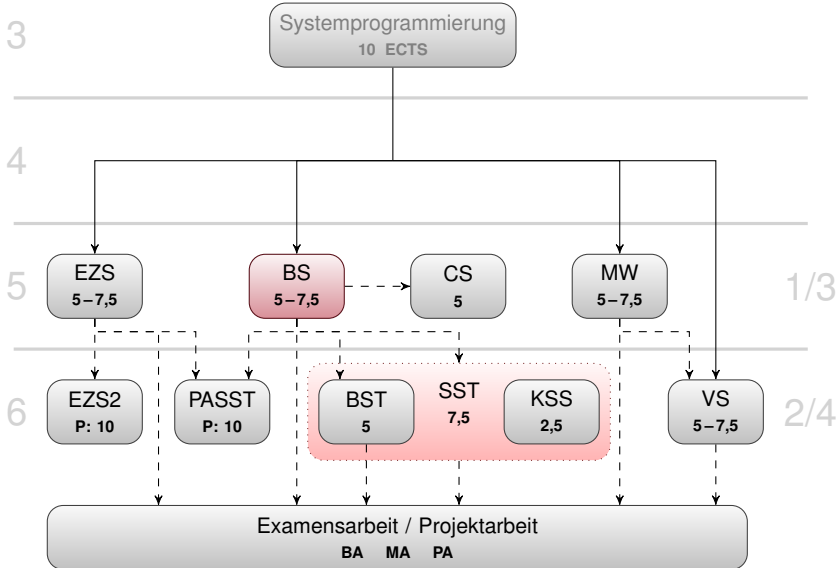 3
Systemprogrammierung
10 ECTS
4
5
EZS
5–7,5
BS
5–7,5
CS
5
MW
5–7,5
1/3
6
EZS2
P: 10
PASST
P: 10
BST
5
SST
7,5
KSS
2,5
VS
5–7,5
2/4
Examensarbeit / Projektarbeit
BA MA PA